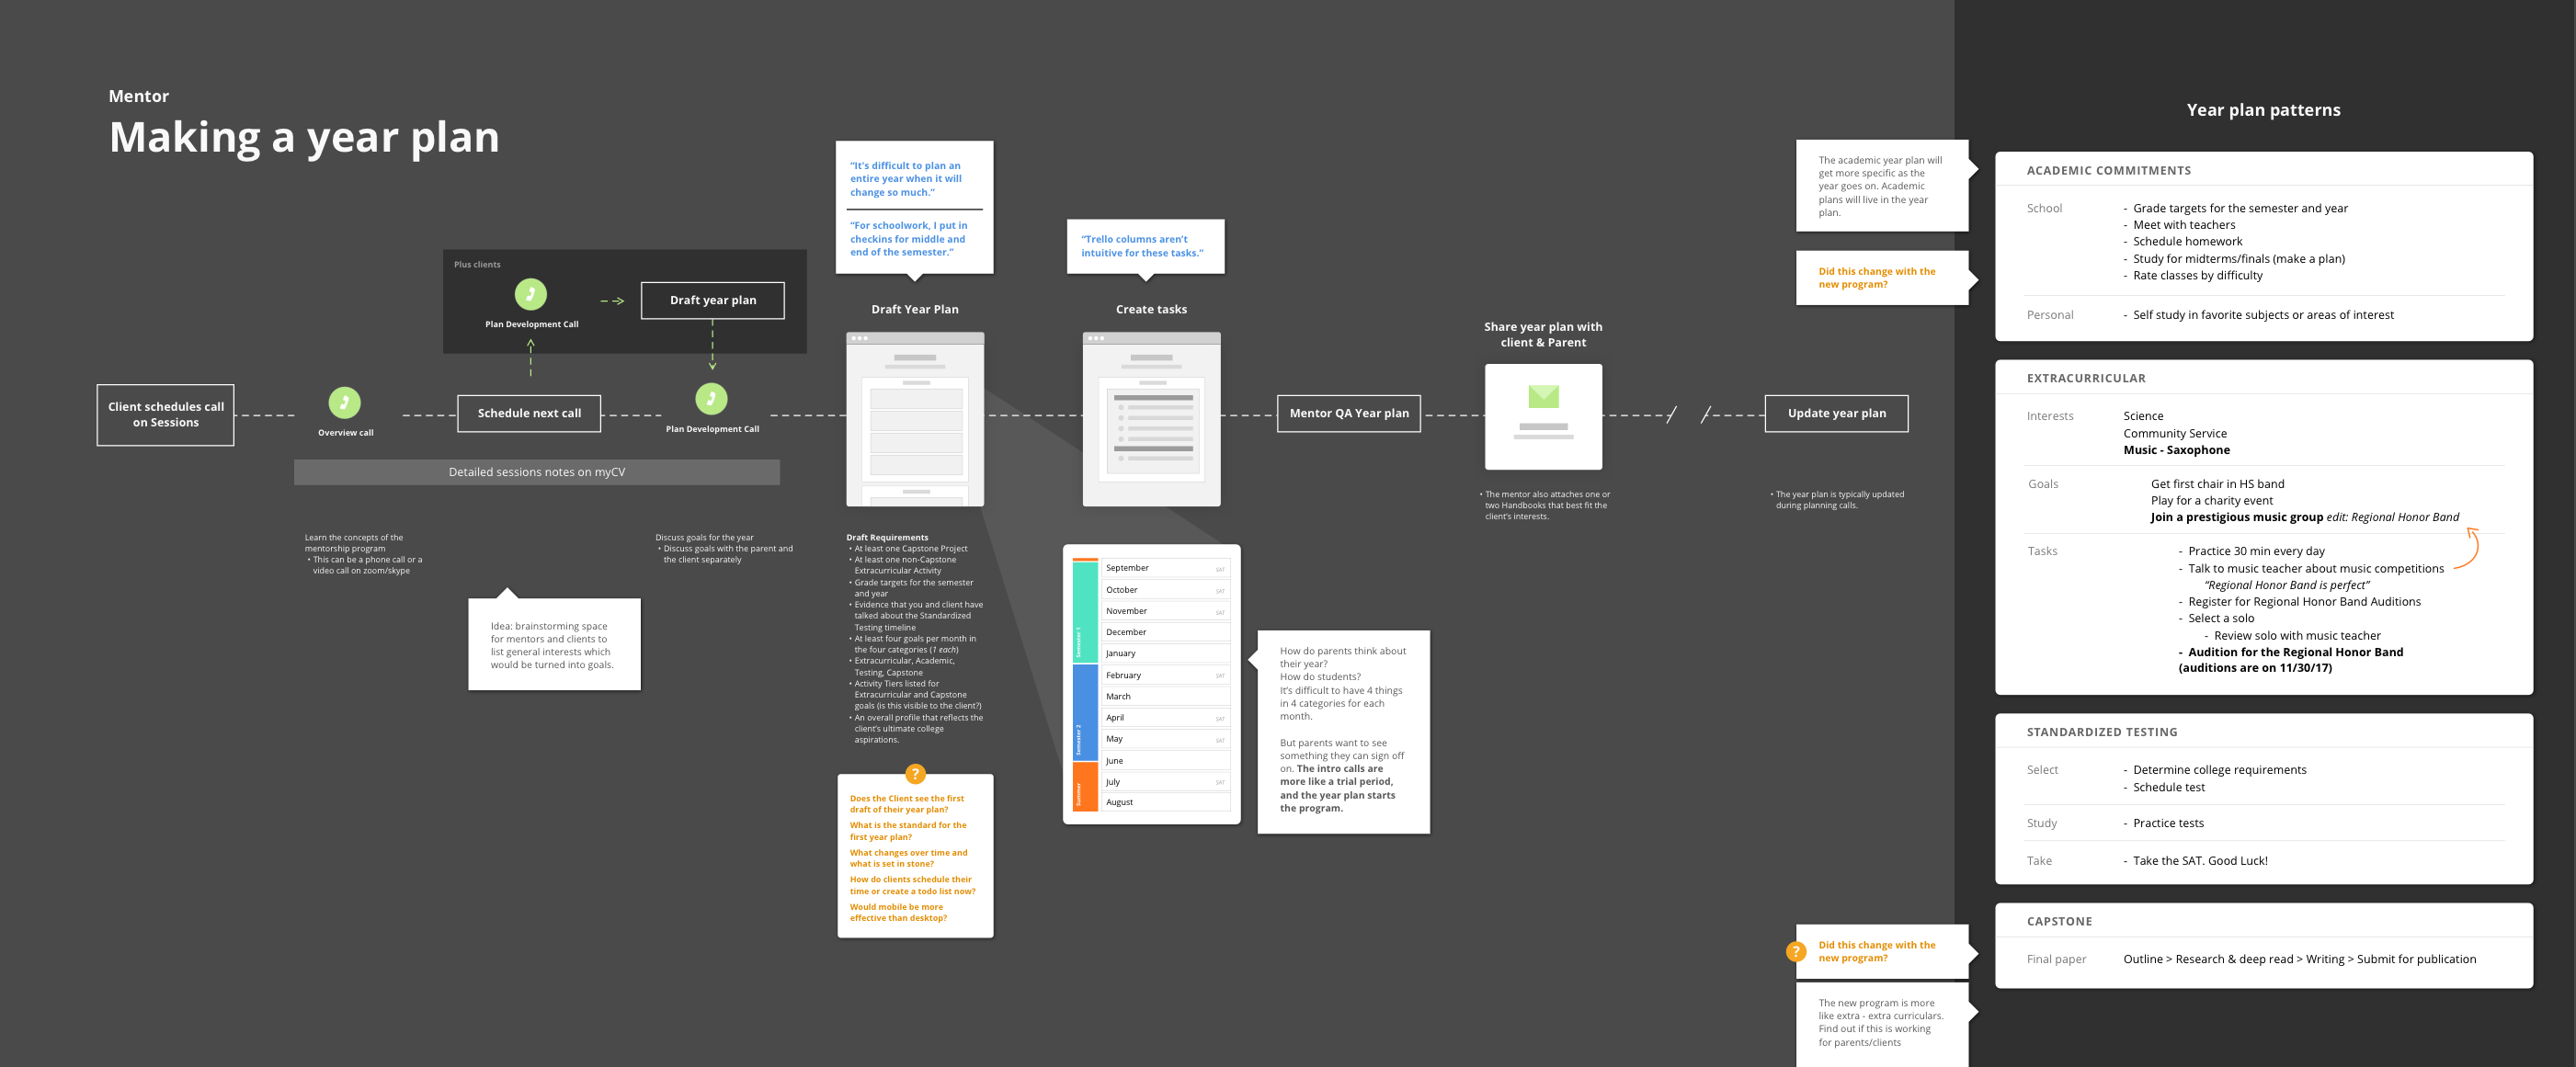 Mentor
Making a year plan
Client schedules call
on Sessions
Overview call
Schedule next call
Plus clients
Plan Development Call
Draft year plan
Plan Development Call
Detailed sessions notes on myCV
Learn the concepts of the
mentorship program
• This can be a phone call or a
video call on zoom/skype
Idea: brainstorming space
for mentors and clients to
list general interests which
would be turned into goals.
Discuss goals for the year
• Discuss goals with the parent and
the client separately
“It's difficult to plan an
entire year when it will
change so much.”
“For schoolwork, I put in
checkins for middle and
end of the semester.”
Draft Year Plan
Draft Requirements
• At least one Capstone Project
• At least one non-Capstone
Extracurricular Activity
• Grade targets for the semester
and year
• Evidence that you and client have
talked about the Standardized
Testing timeline
• At least four goals per month in
the four categories (1 each)
• Extracurricular, Academic,
Testing, Capstone
• Activity Tiers listed for
Extracurricular and Capstone
goals (is this visible to the client?)
• An overall profile that reflects the
client's ultimate college
aspirations.
?
Does the Client see the first
draft of their year plan?
What is the standard for the
first year plan?
What changes over time and
what is set in stone?
How do clients schedule their
time or create a todo list now?
Would mobile be more
effective than desktop?
“Trello columns aren't
intuitive for these tasks.”
Create tasks
Semester 1
Semester 2
Summer
September SAT
October SAT
November SAT
December
January
February SAT
March
April SAT
May SAT
June
July SAT
August
How do parents think about
their year?
How do students?
It's difficult to have 4 things
in 4 categories for each
month.
But parents want to see
something they can sign off
on. The intro calls are
more like a trial period,
and the year plan starts
the program.
Mentor QA Year plan
Share year plan with
client & Parent
• The mentor also attaches one or
two Handbooks that best fit the
client's interests.
Update year plan
• The year plan is typically updated
during planning calls.
The academic year plan will
get more specific as the
year goes on. Academic
plans will live in the year
plan.
Did this change with the
new program?
?
Did this change with the
new program?
The new program is more
like extra - extra curriculars.
Find out if this is working
for parents/clients
Year plan patterns
ACADEMIC COMMITMENTS
School
- Grade targets for the semester and year
- Meet with teachers
- Schedule homework
- Study for midterms/finals (make a plan)
- Rate classes by difficulty
Personal
- Self study in favorite subjects or areas of interest
EXTRACURRICULAR
Interests
Science
Community Service
Music - Saxophone
Goals
Get first chair in HS band
Play for a charity event
Join a prestigious music group edit: Regional Honor Band
Tasks
- Practice 30 min every day
- Talk to music teacher about music competitions
“Regional Honor Band is perfect”
- Register for Regional Honor Band Auditions
- Select a solo
- Review solo with music teacher
- Audition for the Regional Honor Band
(auditions are on 11/30/17)
STANDARDIZED TESTING
Select
- Determine college requirements
- Schedule test
Study
- Practice tests
Take
- Take the SAT. Good Luck!
CAPSTONE
Final paper
Outline > Research & deep read > Writing > Submit for publication